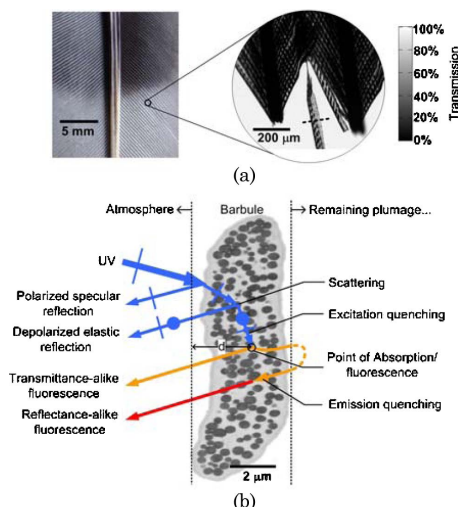 5 mm
200 μm
100%
80%
60%
40%
20%
0%
Transmission
(a)
Atmosphere
Barbule
Remaining plumage...
UV
Polarized specular
reflection
Depolarized elastic
reflection
Transmittance-alike
fluorescence
Reflectance-alike
fluorescence
d
Scattering
Excitation quenching
Point of Absorption/
fluorescence
Emission quenching
2 μm
(b)